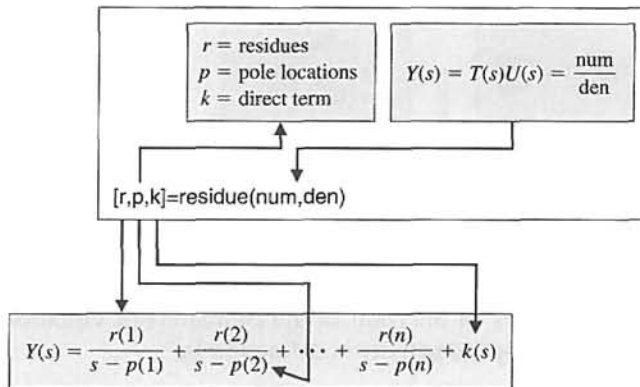 r = residues
p = pole locations
k = direct term
Y(s) = T(s)U(s) = num/den
[r,p,k]=residue(num,den)
Y(s) = r(1)/(s − p(1)) + r(2)/(s − p(2)) + ⋯ + r(n)/(s − p(n)) + k(s)